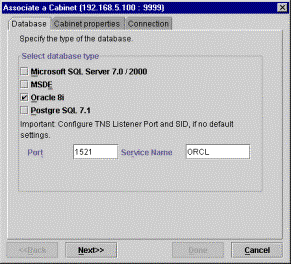 Associate a Cabinet (192.168.5.100 : 9999)
Database Cabinet properties Connection
Specify the type of the database.
Select database type
Microsoft SQL Server 7.0 / 2000
MSDE
Oracle 8i
Postgre SQL 7.1
Important: Configure TNS Listener Port and SID, if no default
settings.
Port 1521 Service Name ORCL
<<Back Next>> Done Cancel